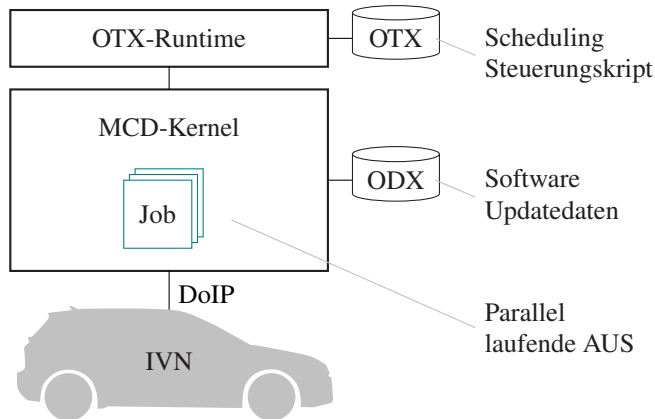 OTX-Runtime
OTX
Scheduling
Steuerungskript
MCD-Kernel
Job
ODX
Software
Updatedaten
DoIP
Parallel
laufende AUS
IVN